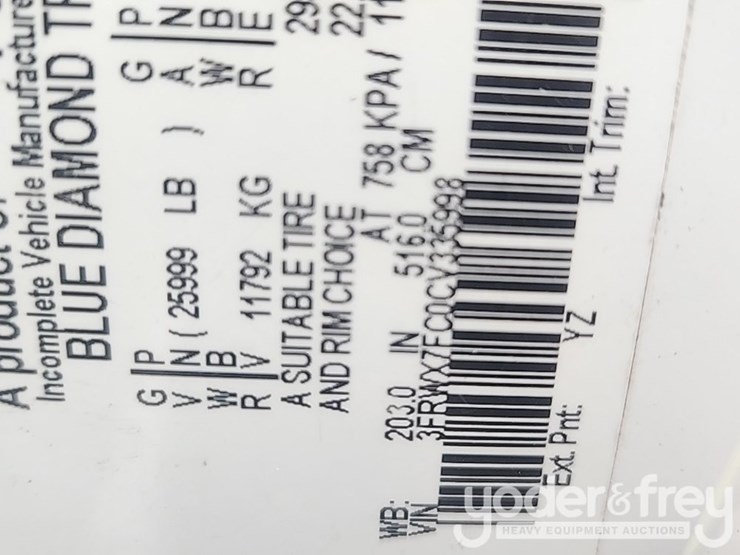 A product of
Incomplete Vehicle Manufacture
BLUE DIAMOND TR
G P
V N ( 25999 LB )
W B
R V 11792 KG
G P
A N
W B
R E
A SUITABLE TIRE 29
AND RIM CHOICE 22.
AT 758 KPA / 11
WB: 203.0 IN 516.0 CM
VIN 3FRWX7FC0CV335998
Ext. Pnt: Int. Trim:
YZ
yoder&frey
HEAVY EQUIPMENT AUCTIONS